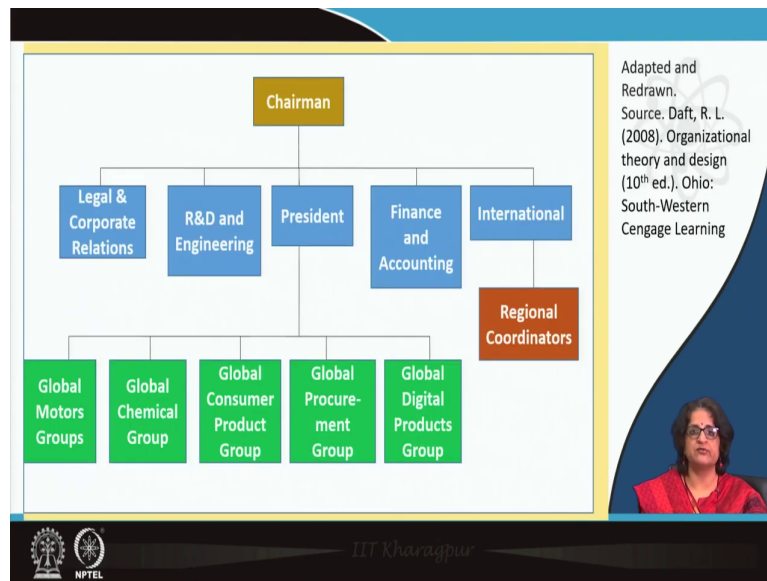 Chairman
Legal &
Corporate
Relations
R&D and
Engineering
President
Finance
and
Accounting
International
Regional
Coordinators
Global
Motors
Groups
Global
Chemical
Group
Global
Consumer
Product
Group
Global
Procure-
ment
Group
Global
Digital
Products
Group
Adapted and
Redrawn.
Source. Daft, R. L.
(2008). Organizational
theory and design
(10th ed.). Ohio:
South-Western
Cengage Learning
NPTEL
IIT Kharagpur